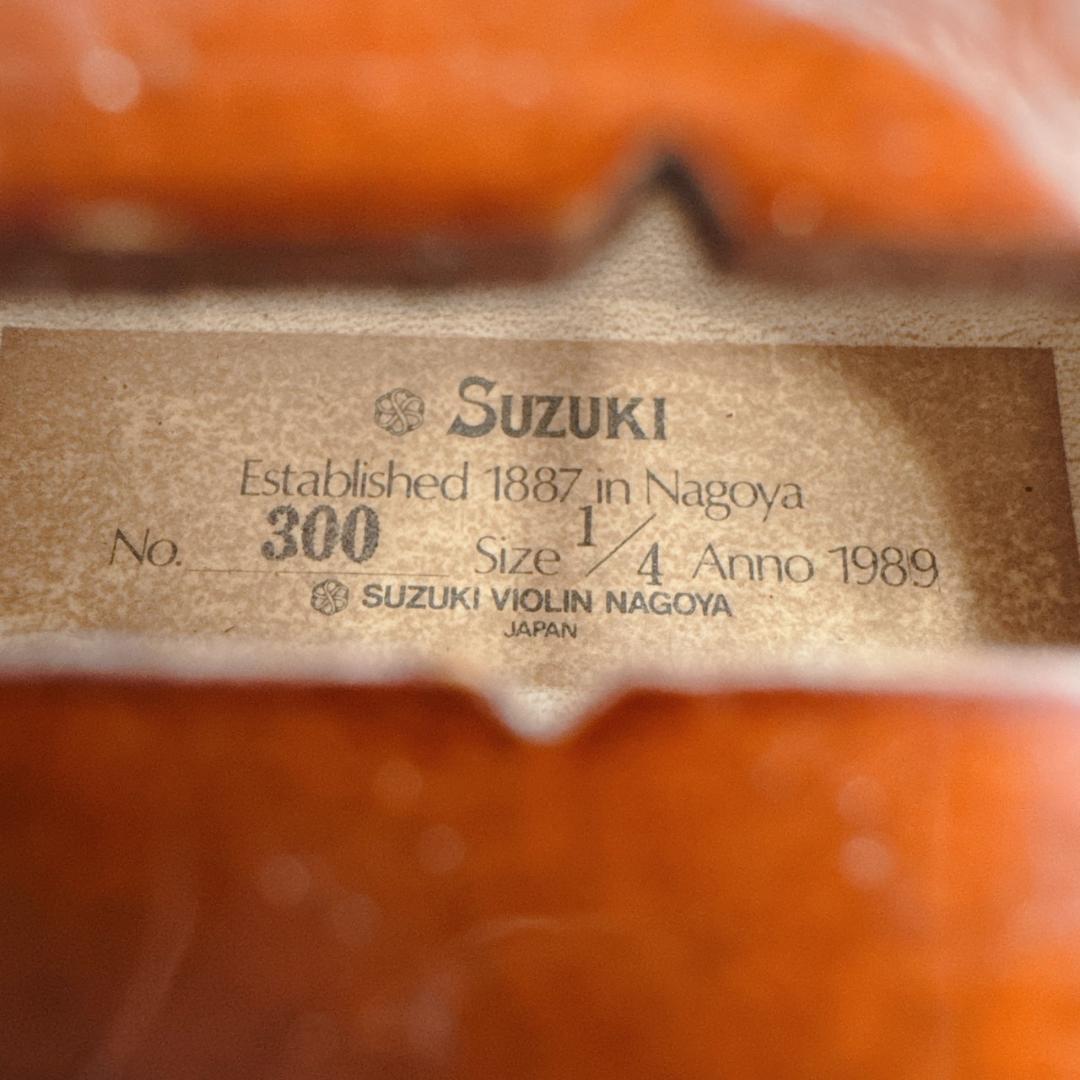 SUZUKI
Established 1887 in Nagoya
No. 300 Size 1/4 Anno 1989
SUZUKI VIOLIN NAGOYA
JAPAN